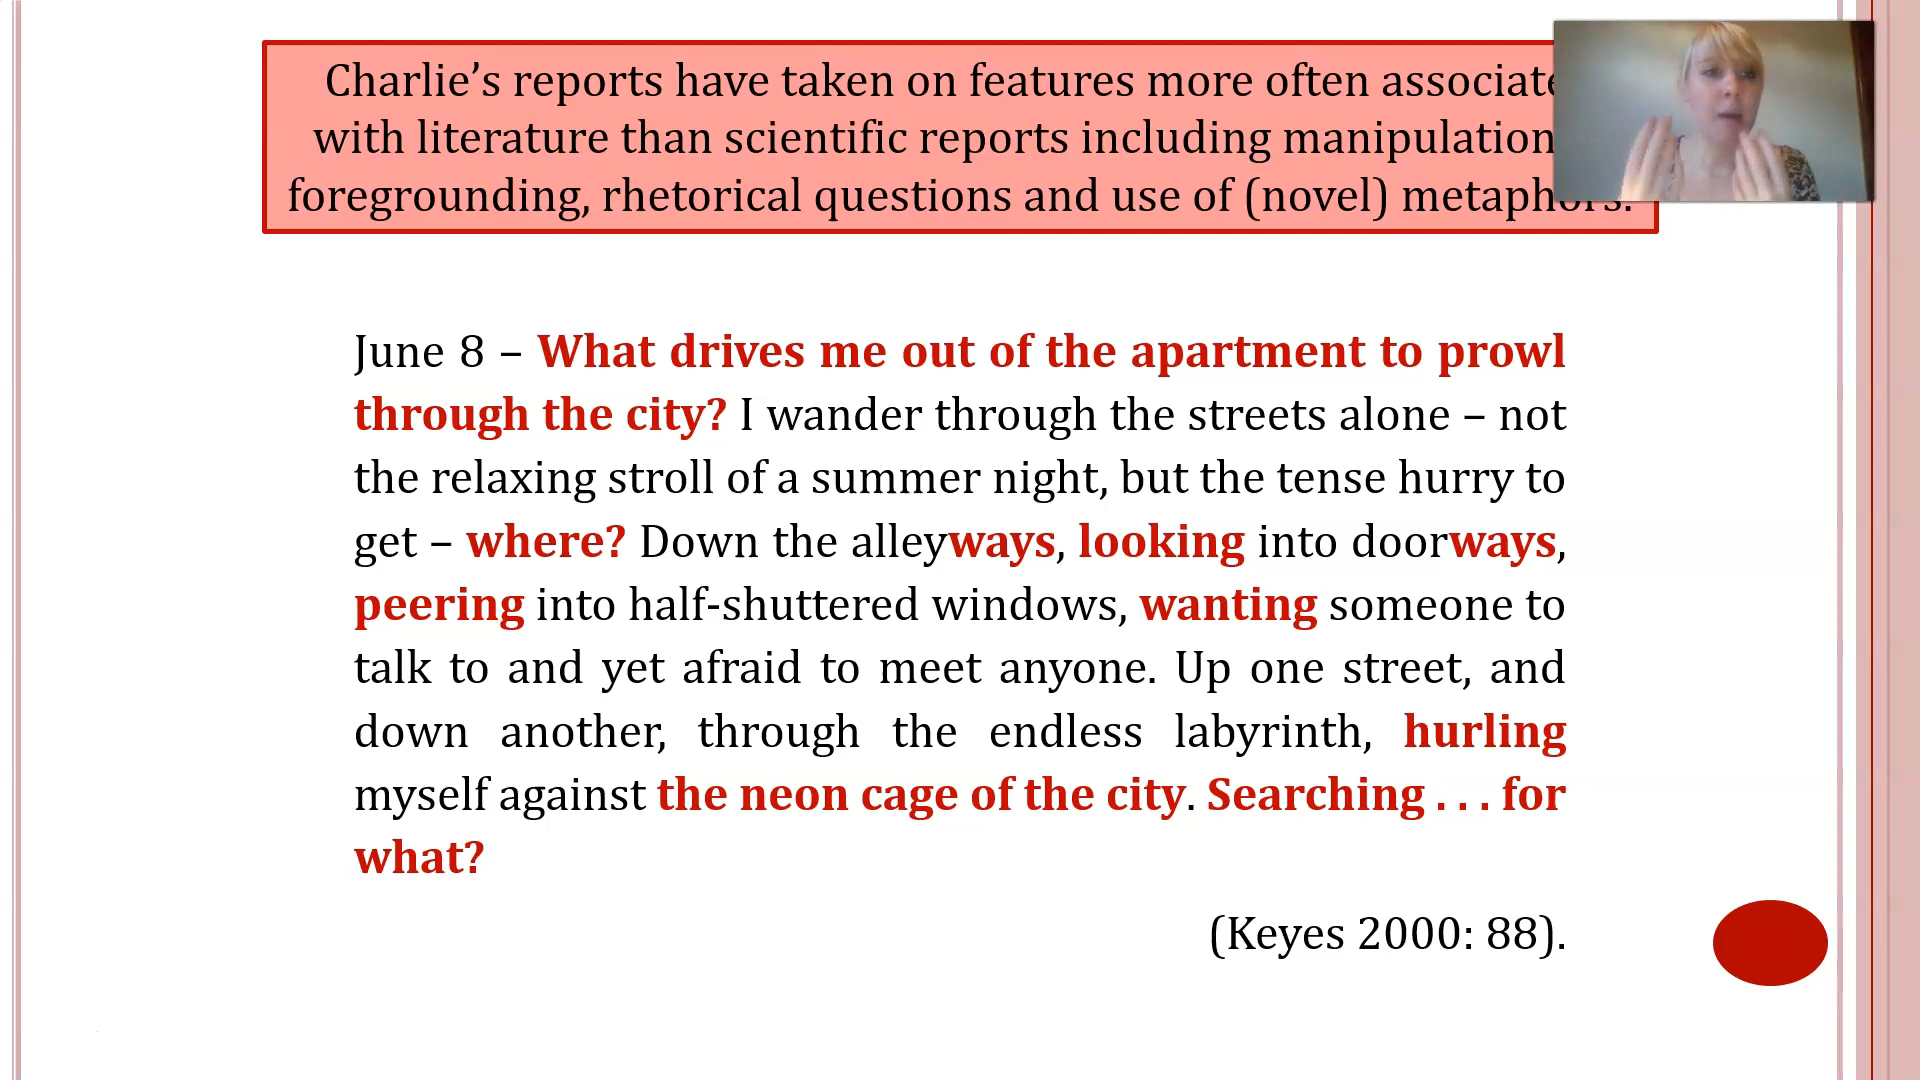 Charlie’s reports have taken on features more often associate
with literature than scientific reports including manipulation
foregrounding, rhetorical questions and use of (novel) metaphors.
June 8 – What drives me out of the apartment to prowl
through the city? I wander through the streets alone – not
the relaxing stroll of a summer night, but the tense hurry to
get – where? Down the alleyways, looking into doorways,
peering into half-shuttered windows, wanting someone to
talk to and yet afraid to meet anyone. Up one street, and
down another, through the endless labyrinth, hurling
myself against the neon cage of the city. Searching . . . for
what?
(Keyes 2000: 88).